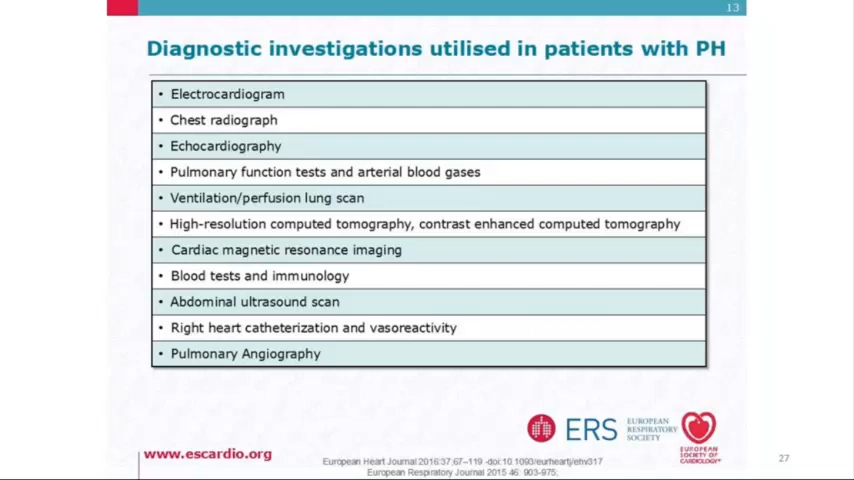 13
Diagnostic investigations utilised in patients with PH
• Electrocardiogram
• Chest radiograph
• Echocardiography
• Pulmonary function tests and arterial blood gases
• Ventilation/perfusion lung scan
• High-resolution computed tomography, contrast enhanced computed tomography
• Cardiac magnetic resonance imaging
• Blood tests and immunology
• Abdominal ultrasound scan
• Right heart catheterization and vasoreactivity
• Pulmonary Angiography
ERS
EUROPEAN
RESPIRATORY
SOCIETY
EUROPEAN
SOCIETY OF
CARDIOLOGY®
www.escardio.org
European Heart Journal 2016;37:67–119 -doi:10.1093/eurheartj/ehv317
European Respiratory Journal 2015 46: 903-975;
27